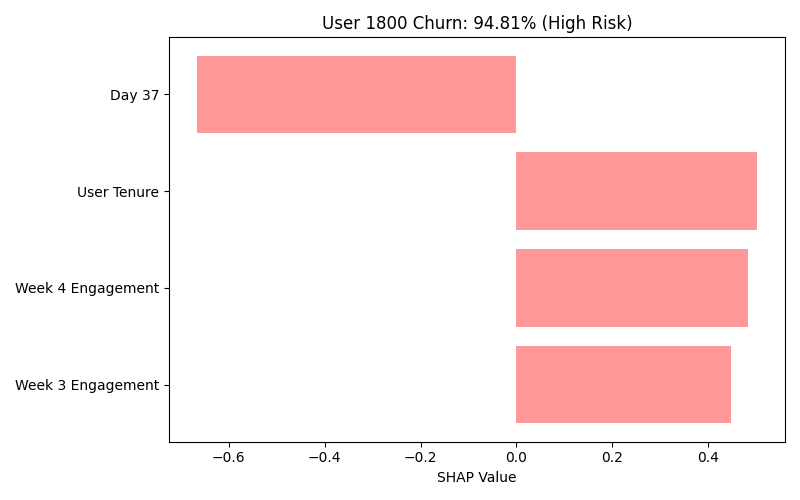 User 1800 Churn: 94.81% (High Risk)
Day 37
User Tenure
Week 4 Engagement
Week 3 Engagement
−0.6 −0.4 −0.2 0.0 0.2 0.4
SHAP Value